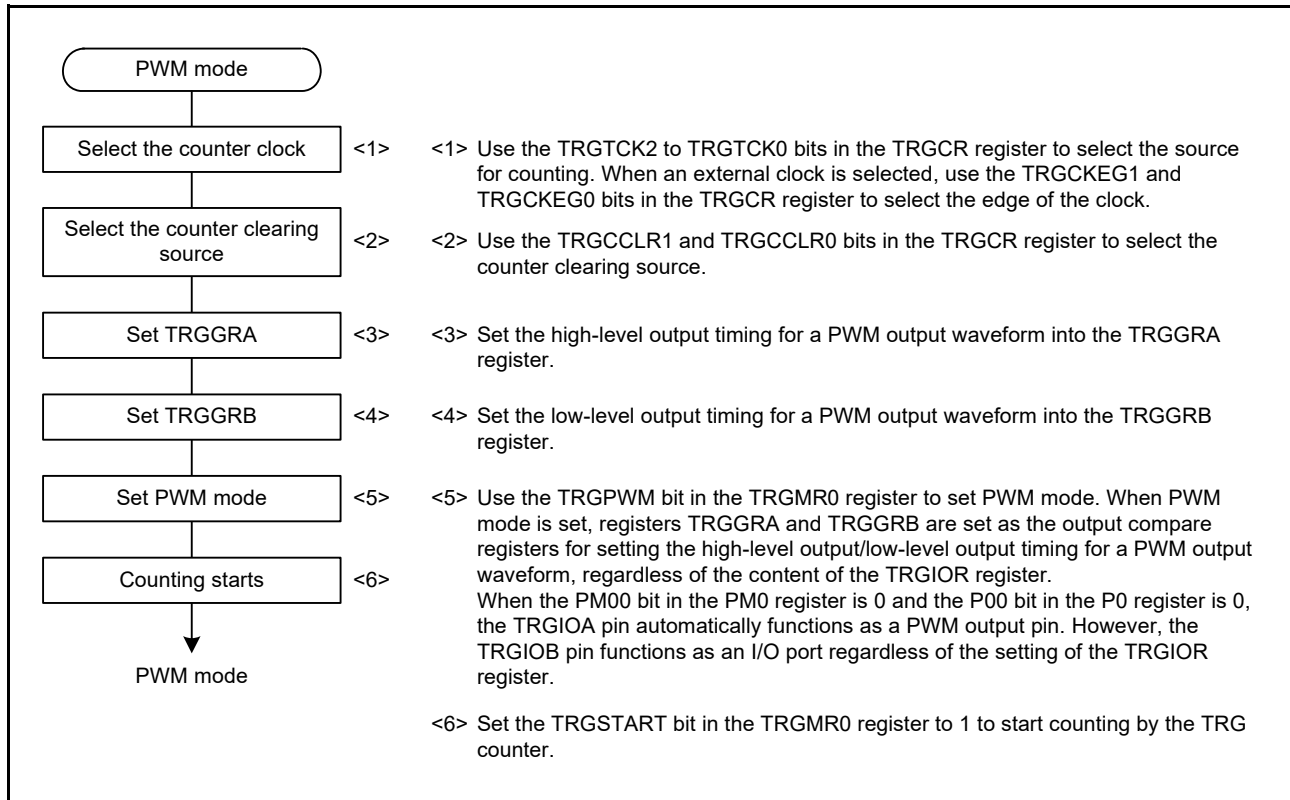 PWM mode
Select the counter clock <1>
Select the counter clearing
source <2>
Set TRGGRA <3>
Set TRGGRB <4>
Set PWM mode <5>
Counting starts <6>
PWM mode
<1> Use the TRGTCK2 to TRGTCK0 bits in the TRGCR register to select the source
for counting. When an external clock is selected, use the TRGCKEG1 and
TRGCKEG0 bits in the TRGCR register to select the edge of the clock.
<2> Use the TRGCCLR1 and TRGCCLR0 bits in the TRGCR register to select the
counter clearing source.
<3> Set the high-level output timing for a PWM output waveform into the TRGGRA
register.
<4> Set the low-level output timing for a PWM output waveform into the TRGGRB
register.
<5> Use the TRGPWM bit in the TRGMR0 register to set PWM mode. When PWM
mode is set, registers TRGGRA and TRGGRB are set as the output compare
registers for setting the high-level output/low-level output timing for a PWM output
waveform, regardless of the content of the TRGIOR register.
When the PM00 bit in the PM0 register is 0 and the P00 bit in the P0 register is 0,
the TRGIOA pin automatically functions as a PWM output pin. However, the
TRGIOB pin functions as an I/O port regardless of the setting of the TRGIOR
register.
<6> Set the TRGSTART bit in the TRGMR0 register to 1 to start counting by the TRG
counter.